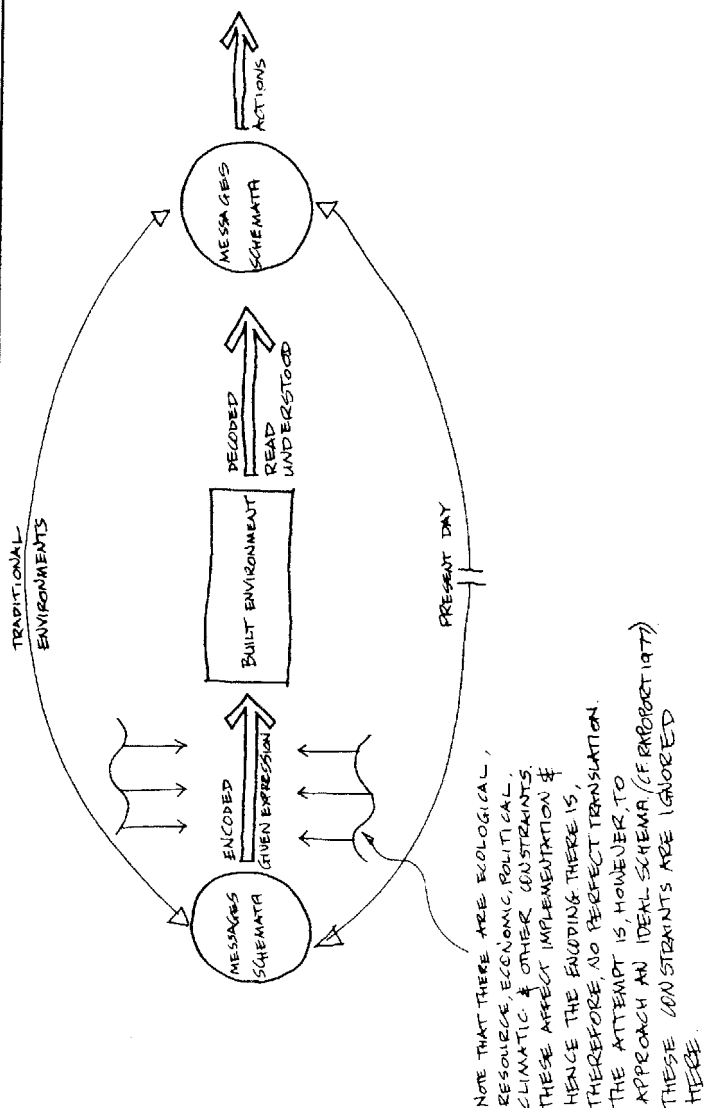 TRADITIONAL
ENVIRONMENTS
MESSAGES
SCHEMATA
ENCODED
GIVEN EXPRESSION
BUILT ENVIRONMENT
DECODED
READ
UNDERSTOOD
MESSAGES
SCHEMATA
ACTIONS
PRESENT DAY
NOTE THAT THERE ARE ECOLOGICAL,
RESOURCE, ECONOMIC, POLITICAL,
CLIMATIC & OTHER CONSTRAINTS.
THESE AFFECT IMPLEMENTATION &
HENCE THE ENCODING. THERE IS,
THEREFORE, NO PERFECT TRANSLATION.
THE ATTEMPT IS, HOWEVER, TO
APPROACH AN IDEAL SCHEMA (CF. RAPOPORT 1977)
THESE CONSTRAINTS ARE IGNORED
HERE.